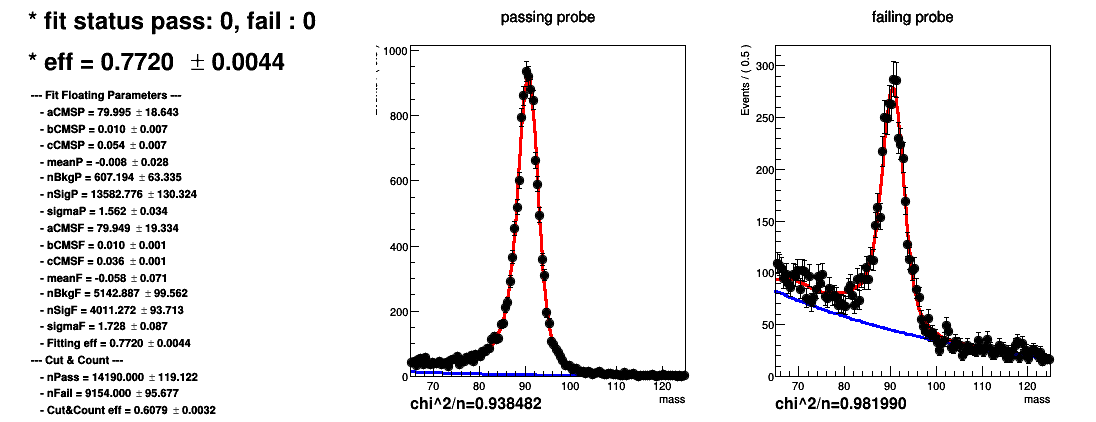 * fit status pass: 0, fail : 0
* eff = 0.7720 ± 0.0044
--- Fit Floating Parameters ---
- aCMSP = 79.995 ± 18.643
- bCMSP = 0.010 ± 0.007
- cCMSP = 0.054 ± 0.007
- meanP = -0.008 ± 0.028
- nBkgP = 607.194 ± 63.335
- nSigP = 13582.776 ± 130.324
- sigmaP = 1.562 ± 0.034
- aCMSF = 79.949 ± 19.334
- bCMSF = 0.010 ± 0.001
- cCMSF = 0.036 ± 0.001
- meanF = -0.058 ± 0.071
- nBkgF = 5142.887 ± 99.562
- nSigF = 4011.272 ± 93.713
- sigmaF = 1.728 ± 0.087
- Fitting eff = 0.7720 ± 0.0044
--- Cut & Count ---
- nPass = 14190.000 ± 119.122
- nFail = 9154.000 ± 95.677
- Cut&Count eff = 0.6079 ± 0.0032
passing probe
1000
800
600
400
200
0
70 80 90 100 110 120
mass
chi^2/n=0.938482
failing probe
Events / ( 0.5 )
300
250
200
150
100
50
0
70 80 90 100 110 120
mass
chi^2/n=0.981990